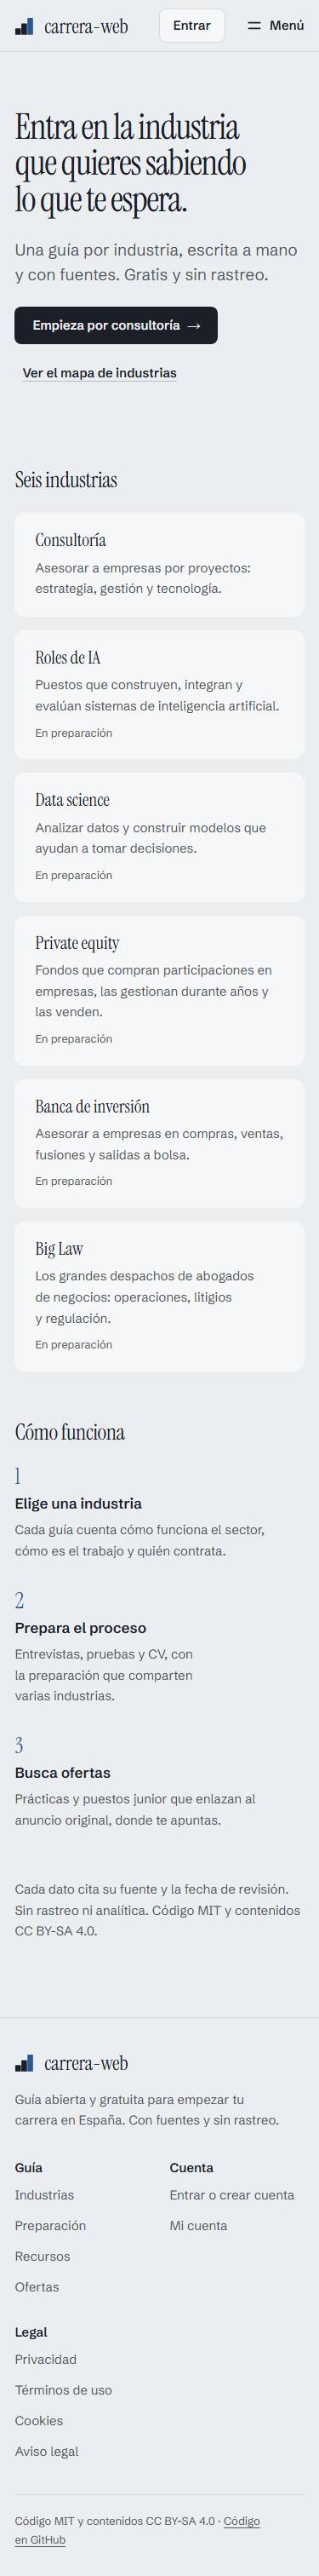 carrera-web
Entrar
Menú
Entra en la industria
que quieres sabiendo
lo que te espera.
Una guía por industria, escrita a mano
y con fuentes. Gratis y sin rastreo.
Empieza por consultoría →
Ver el mapa de industrias
Seis industrias
Consultoría
Asesorar a empresas por proyectos:
estrategia, gestión y tecnología.
Roles de IA
Puestos que construyen, integran y
evalúan sistemas de inteligencia artificial.
En preparación
Data science
Analizar datos y construir modelos que
ayudan a tomar decisiones.
En preparación
Private equity
Fondos que compran participaciones en
empresas, las gestionan durante años y
las venden.
En preparación
Banca de inversión
Asesorar a empresas en compras, ventas,
fusiones y salidas a bolsa.
En preparación
Big Law
Los grandes despachos de abogados
de negocios: operaciones, litigios
y regulación.
En preparación
Cómo funciona
1
Elige una industria
Cada guía cuenta cómo funciona el sector,
cómo es el trabajo y quién contrata.
2
Prepara el proceso
Entrevistas, pruebas y CV, con
la preparación que comparten
varias industrias.
3
Busca ofertas
Prácticas y puestos junior que enlazan al
anuncio original, donde te apuntas.
Cada dato cita su fuente y la fecha de revisión.
Sin rastreo ni analítica. Código MIT y contenidos
CC BY-SA 4.0.
carrera-web
Guía abierta y gratuita para empezar tu
carrera en España. Con fuentes y sin rastreo.
Guía
Industrias
Preparación
Recursos
Ofertas
Cuenta
Entrar o crear cuenta
Mi cuenta
Legal
Privacidad
Términos de uso
Cookies
Aviso legal
Código MIT y contenidos CC BY-SA 4.0 · Código
en GitHub